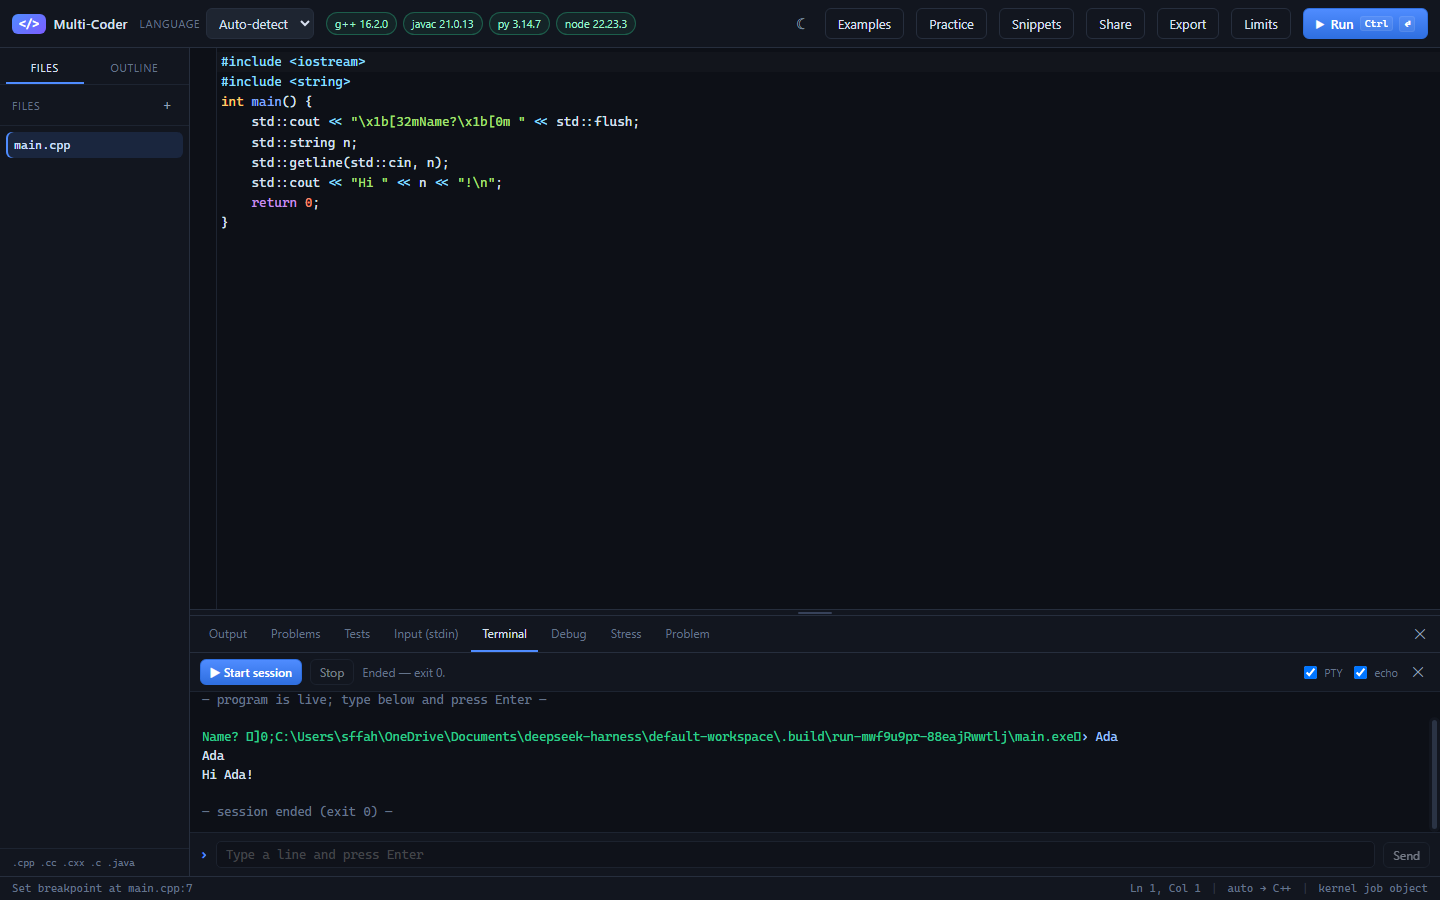 </> Multi-Coder LANGUAGE Auto-detect g++ 16.2.0 javac 21.0.13 py 3.14.7 node 22.23.3 Examples Practice Snippets Share Export Limits ▶ Run Ctrl ⏎
FILES OUTLINE
FILES +
main.cpp
#include <iostream>
#include <string>
int main() {
    std::cout << "\x1b[32mName?\x1b[0m " << std::flush;
    std::string n;
    std::getline(std::cin, n);
    std::cout << "Hi " << n << "!\n";
    return 0;
}
Output Problems Tests Input (stdin) Terminal Debug Stress Problem ×
▶ Start session Stop Ended — exit 0. PTY echo ×
— program is live; type below and press Enter —
Name? ▯]0;C:\Users\sffah\OneDrive\Documents\deepseek-harness\default-workspace\.build\run-mwf9u9pr-88eajRwwtlj\main.exe▯› Ada
Ada
Hi Ada!
— session ended (exit 0) —
› Type a line and press Enter Send
.cpp .cc .cxx .c .java
Set breakpoint at main.cpp:7 Ln 1, Col 1 | auto → C++ | kernel job object